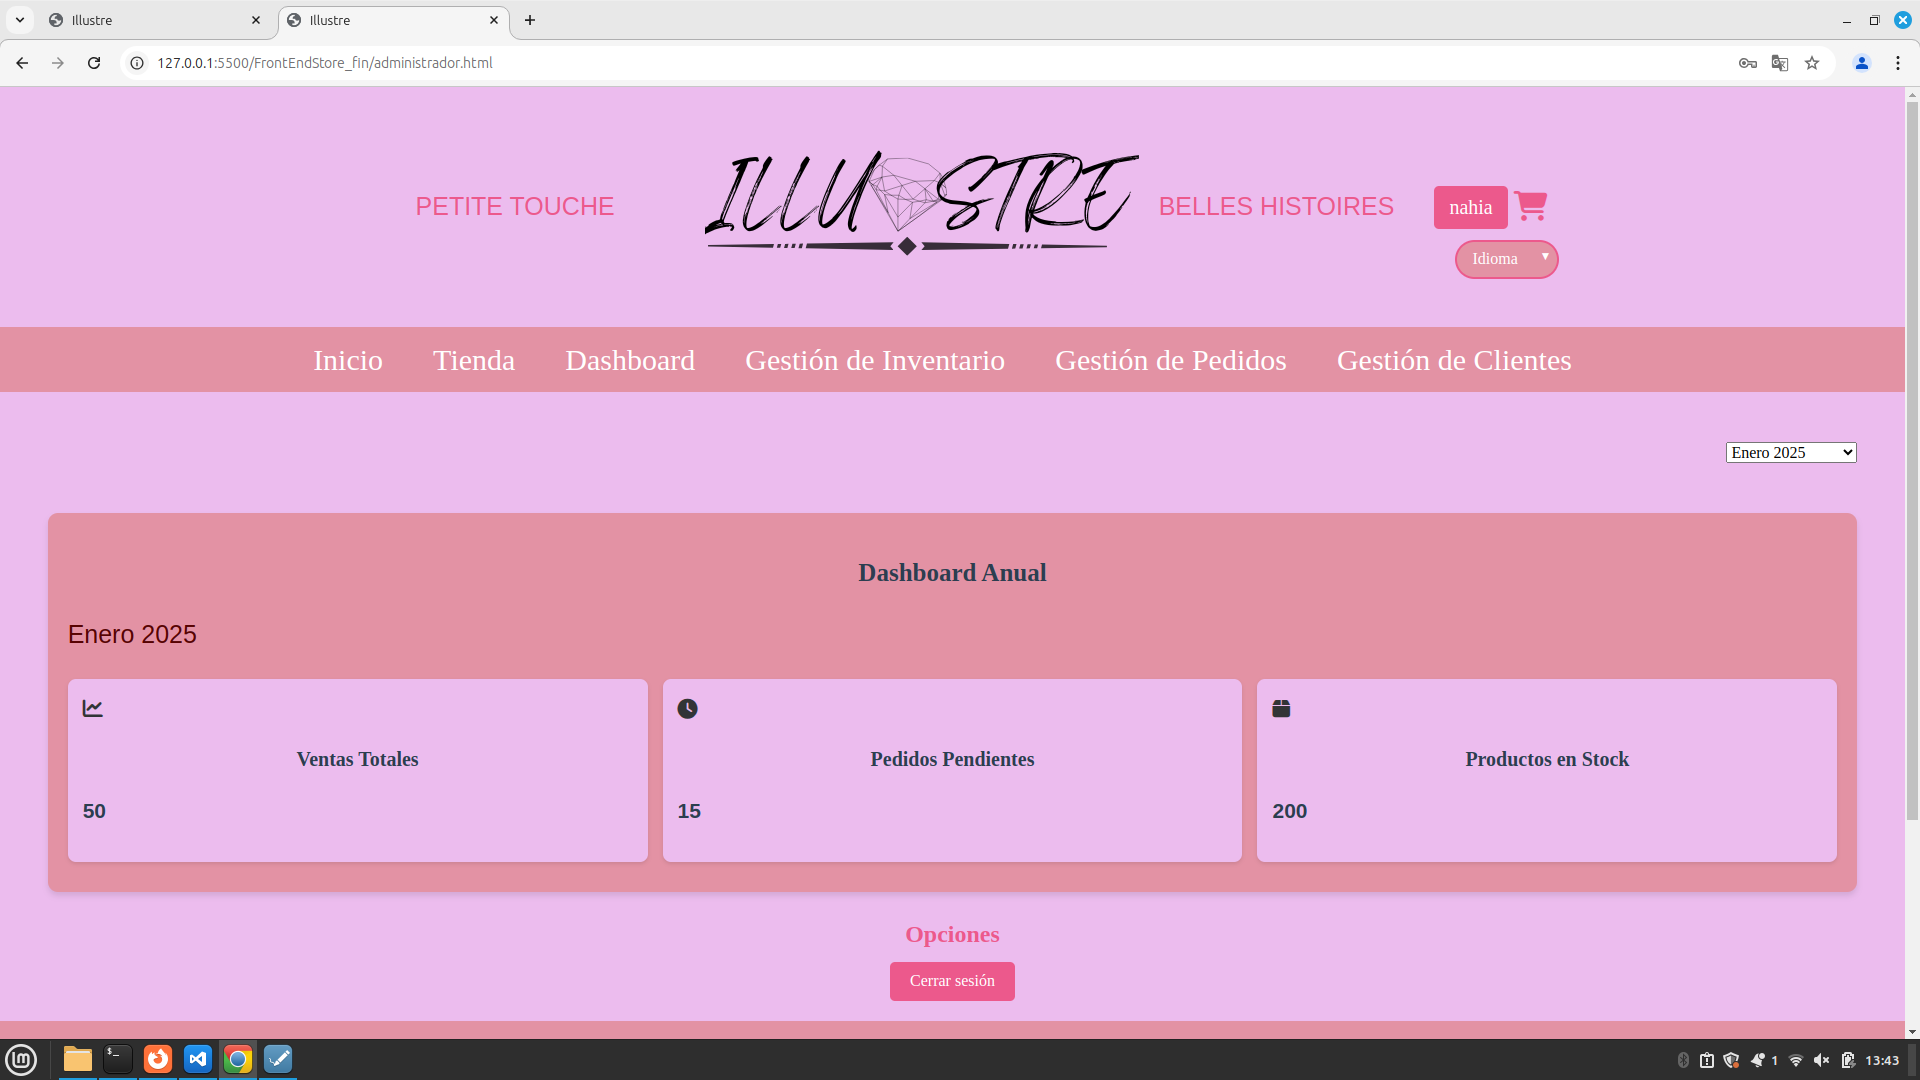 Illustre
Illustre
127.0.0.1:5500/FrontEndStore_fin/administrador.html
PETITE TOUCHE
ILLUSTRE
BELLES HISTOIRES
nahia
Idioma
Inicio
Tienda
Dashboard
Gestión de Inventario
Gestión de Pedidos
Gestión de Clientes
Enero 2025
Dashboard Anual
Enero 2025
Ventas Totales
50
Pedidos Pendientes
15
Productos en Stock
200
Opciones
Cerrar sesión
1
13:43